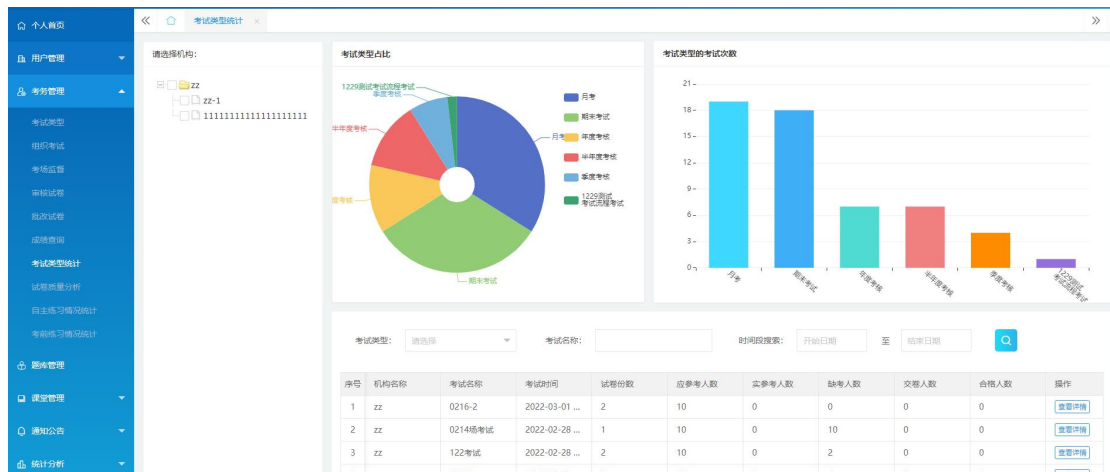 个人首页
用户管理
考务管理
考试类型
组织考试
考场监督
审核试卷
批改试卷
成绩查询
考试类型统计
试卷质量分析
自主练习情况统计
考前练习情况统计
题库管理
课堂管理
通知公告
统计分析
考试类型统计 ×
请选择机构:
zz
zz-1
1111111111111111111
考试类型占比
1229测试考试流程考试
季度考核
半年度考核
度考核
期末考试
月考
月考
期末考试
年度考核
半年度考核
季度考核
1229测试
考试流程考试
考试类型的考试次数
21
18
15
12
9
6
3
0
月考
期末考试
年度考核
半年度考核
季度考核
1229测试
考试流程考试
考试类型: 请选择 考试名称: 时间段搜索: 开始日期 至 结束日期
序号 机构名称 考试名称 考试时间 试卷份数 应参考人数 实参考人数 缺考人数 交卷人数 合格人数 操作
1 zz 0216-2 2022-03-01 ... 2 10 0 0 0 0 查看详情
2 zz 0214场考试 2022-02-28 ... 1 10 0 10 0 0 查看详情
3 zz 122考试 2022-02-28 ... 2 10 0 2 0 0 查看详情